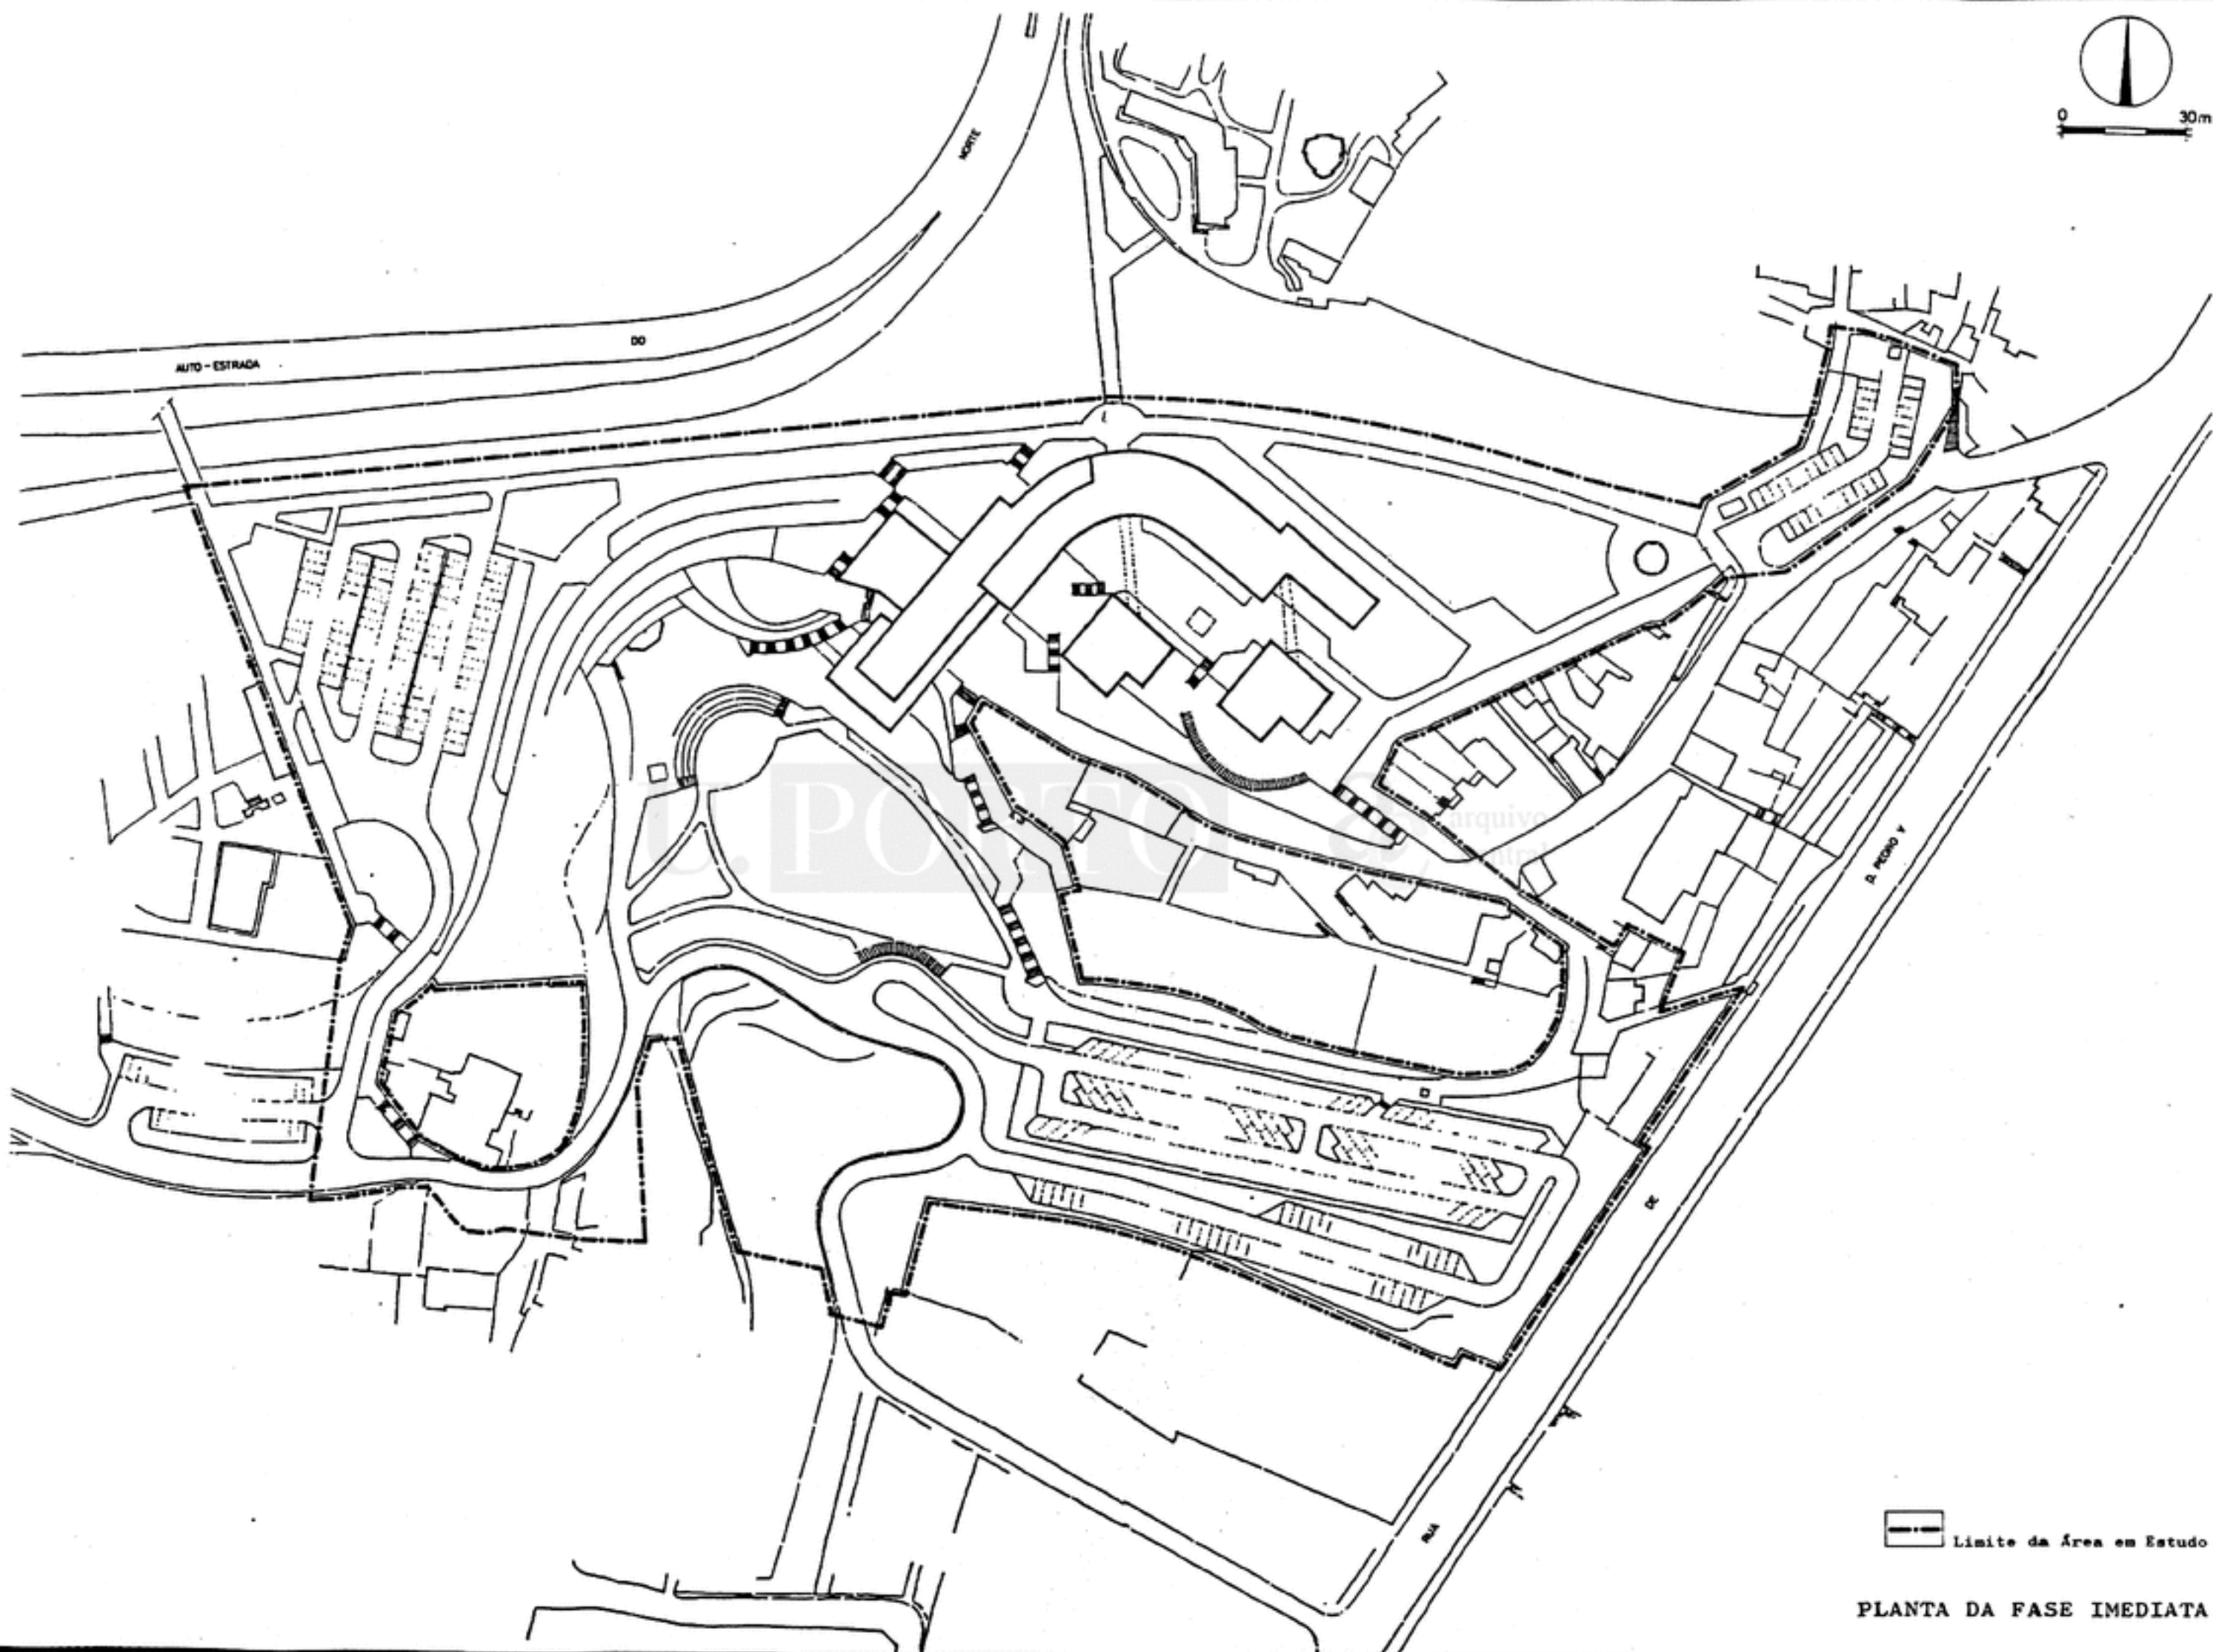 NORTE
0 30m
DO
AUTO-ESTRADA
U. PORTO
arquivo
central
D. PEDRO V
DE
RUA
Limite da Área em Estudo
PLANTA DA FASE IMEDIATA